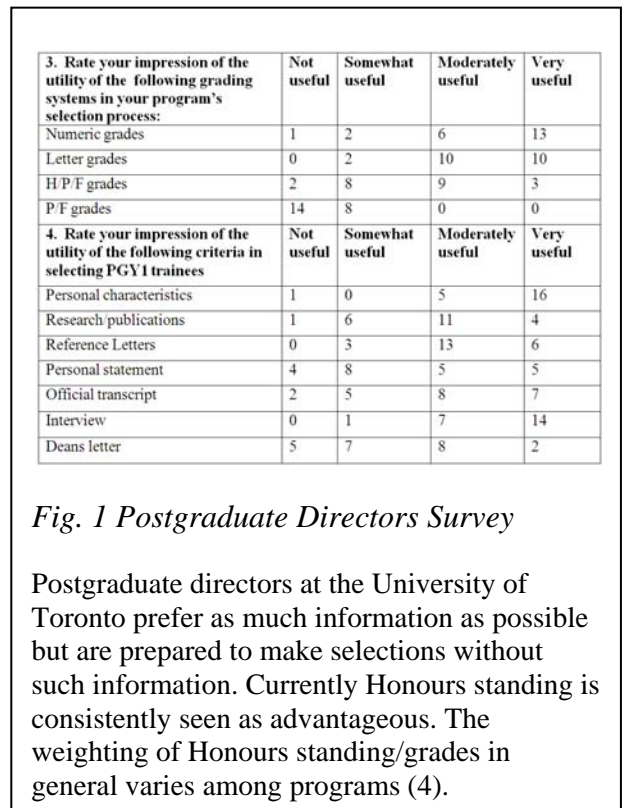 3. Rate your impression of the Not Somewhat Moderately Very
utility of the following grading useful useful useful useful
systems in your program's
selection process:
Numeric grades 1 2 6 13
Letter grades 0 2 10 10
H/P/F grades 2 8 9 3
P/F grades 14 8 0 0
4. Rate your impression of the Not Somewhat Moderately Very
utility of the following criteria in useful useful useful useful
selecting PGY1 trainees
Personal characteristics 1 0 5 16
Research/publications 1 6 11 4
Reference Letters 0 3 13 6
Personal statement 4 8 5 5
Official transcript 2 5 8 7
Interview 0 1 7 14
Deans letter 5 7 8 2
Fig. 1 Postgraduate Directors Survey
Postgraduate directors at the University of
Toronto prefer as much information as possible
but are prepared to make selections without
such information. Currently Honours standing is
consistently seen as advantageous. The
weighting of Honours standing/grades in
general varies among programs (4).